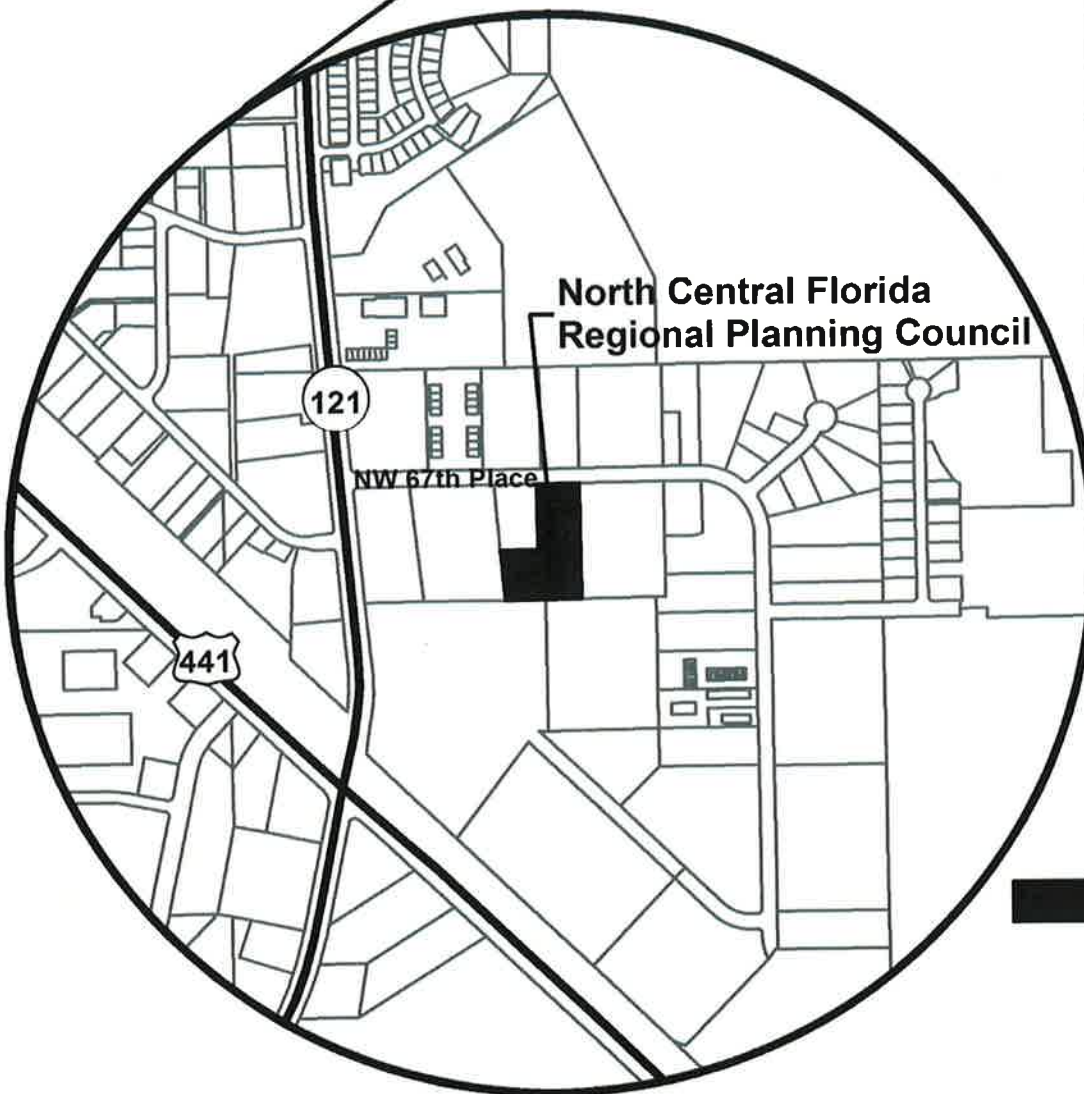 North Central Florida
Regional Planning Council
121
NW 67th Place
441